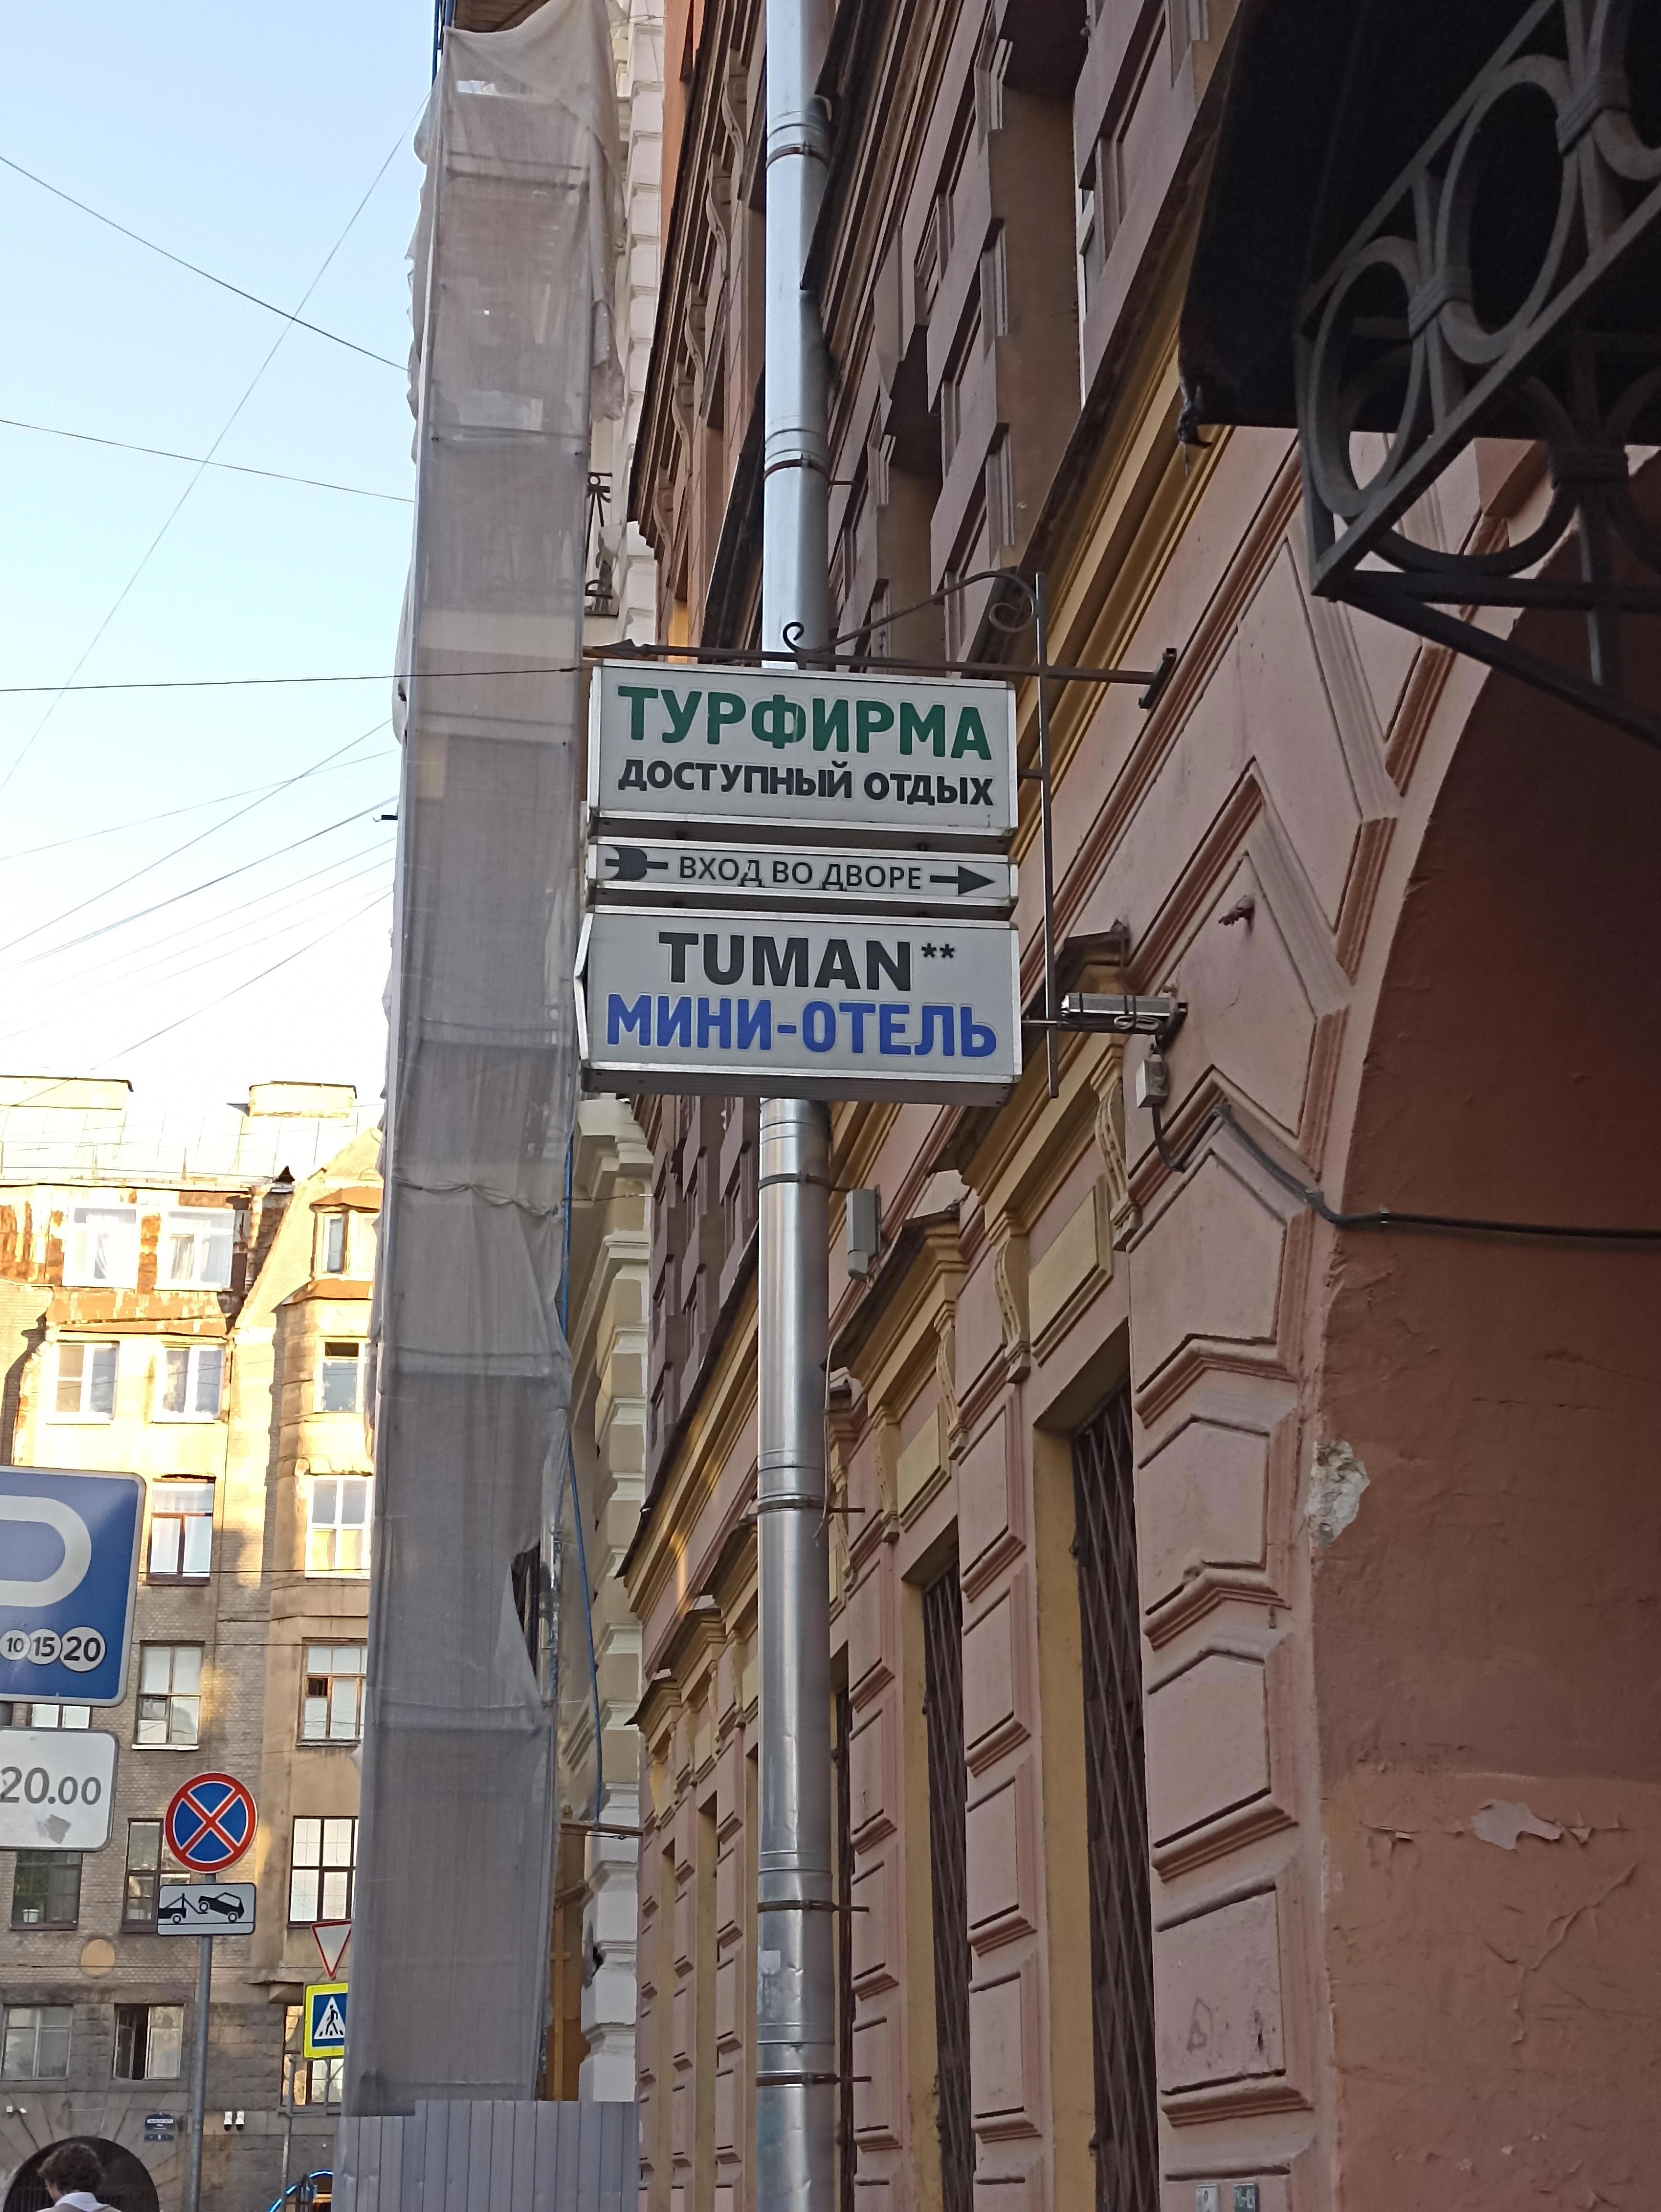 ТУРФИРМА
ДОСТУПНЫЙ ОТДЫХ
ВХОД ВО ДВОРЕ
TUMAN**
МИНИ-ОТЕЛЬ
10 15 20
20.00